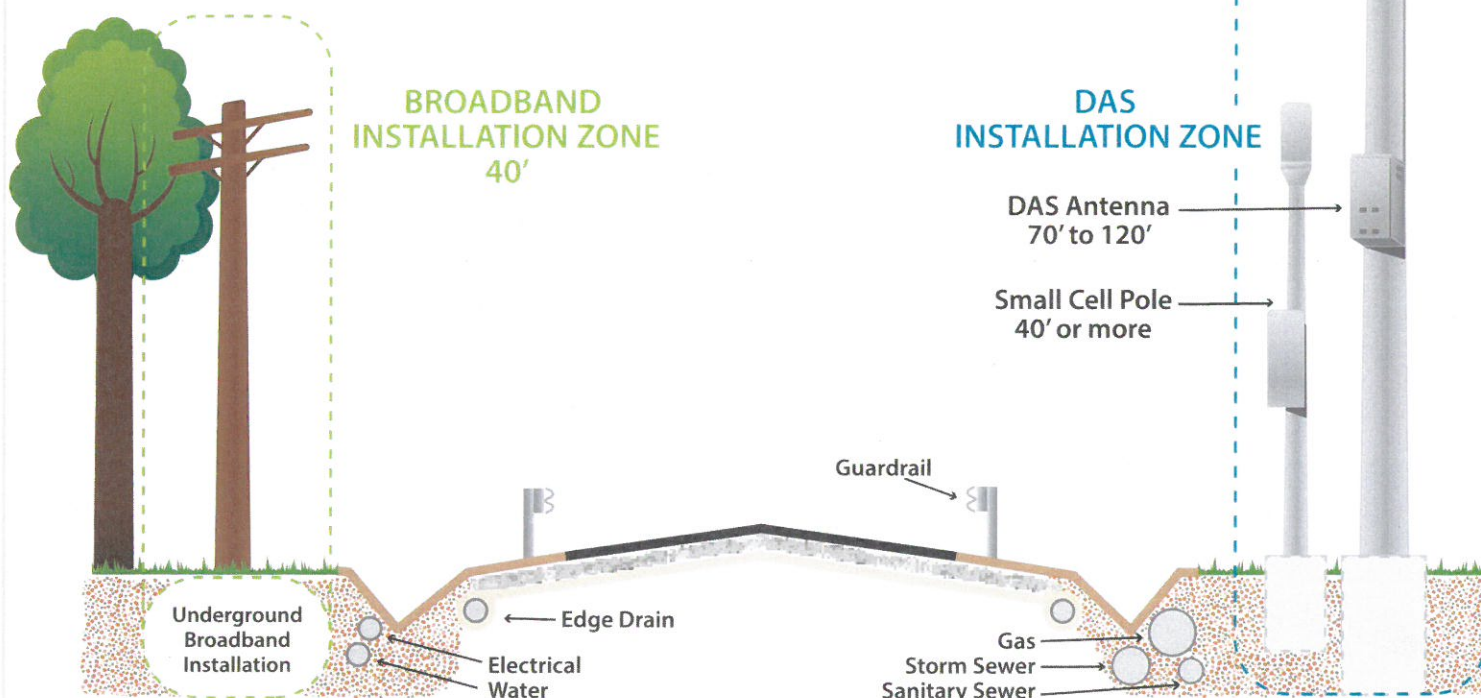 BROADBAND
INSTALLATION ZONE
40'
DAS
INSTALLATION ZONE
DAS Antenna
70' to 120'
Small Cell Pole
40' or more
Guardrail
Underground
Broadband
Installation
Edge Drain
Electrical
Water
Gas
Storm Sewer
Sanitary Sewer